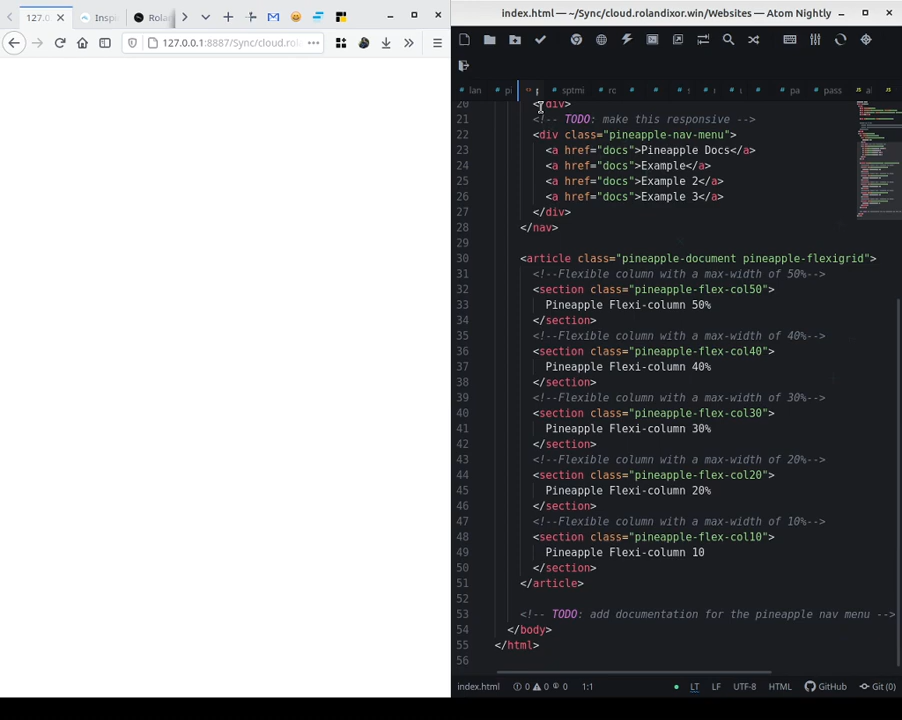 127.0
Inspi
Rolar
127.0.0.1:8887/Sync/cloud.rol
index.html — ~/Sync/cloud.rolandixor.win/Websites — Atom Nightly
lan
pi
p
sptmi
ro
pa
pass
20 <div>
21 <!-- TODO: make this responsive -->
22 <div class="pineapple-nav-menu">
23 <a href="docs">Pineapple Docs</a>
24 <a href="docs">Example</a>
25 <a href="docs">Example 2</a>
26 <a href="docs">Example 3</a>
27 </div>
28 </nav>
29
30 <article class="pineapple-document pineapple-flexigrid">
31 <!--Flexible column with a max-width of 50%-->
32 <section class="pineapple-flex-col50">
33 Pineapple Flexi-column 50%
34 </section>
35 <!--Flexible column with a max-width of 40%-->
36 <section class="pineapple-flex-col40">
37 Pineapple Flexi-column 40%
38 </section>
39 <!--Flexible column with a max-width of 30%-->
40 <section class="pineapple-flex-col30">
41 Pineapple Flexi-column 30%
42 </section>
43 <!--Flexible column with a max-width of 20%-->
44 <section class="pineapple-flex-col20">
45 Pineapple Flexi-column 20%
46 </section>
47 <!--Flexible column with a max-width of 10%-->
48 <section class="pineapple-flex-col10">
49 Pineapple Flexi-column 10
50 </section>
51 </article>
52
53 <!-- TODO: add documentation for the pineapple nav menu -->
54 </body>
55 </html>
56
index.html 0 0 0 1:1 LT LF UTF-8 HTML GitHub Git (0)